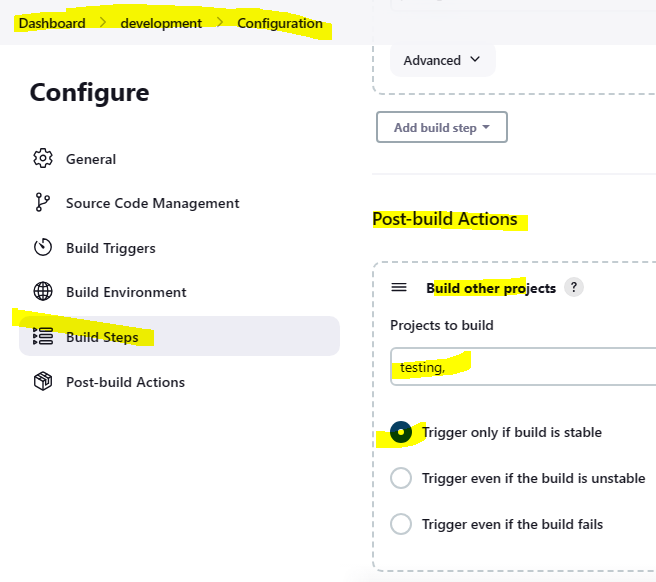 Dashboard > development > Configuration
Configure
General
Source Code Management
Build Triggers
Build Environment
Build Steps
Post-build Actions
Advanced
Add build step
Post-build Actions
Build other projects ?
Projects to build
testing,
Trigger only if build is stable
Trigger even if the build is unstable
Trigger even if the build fails